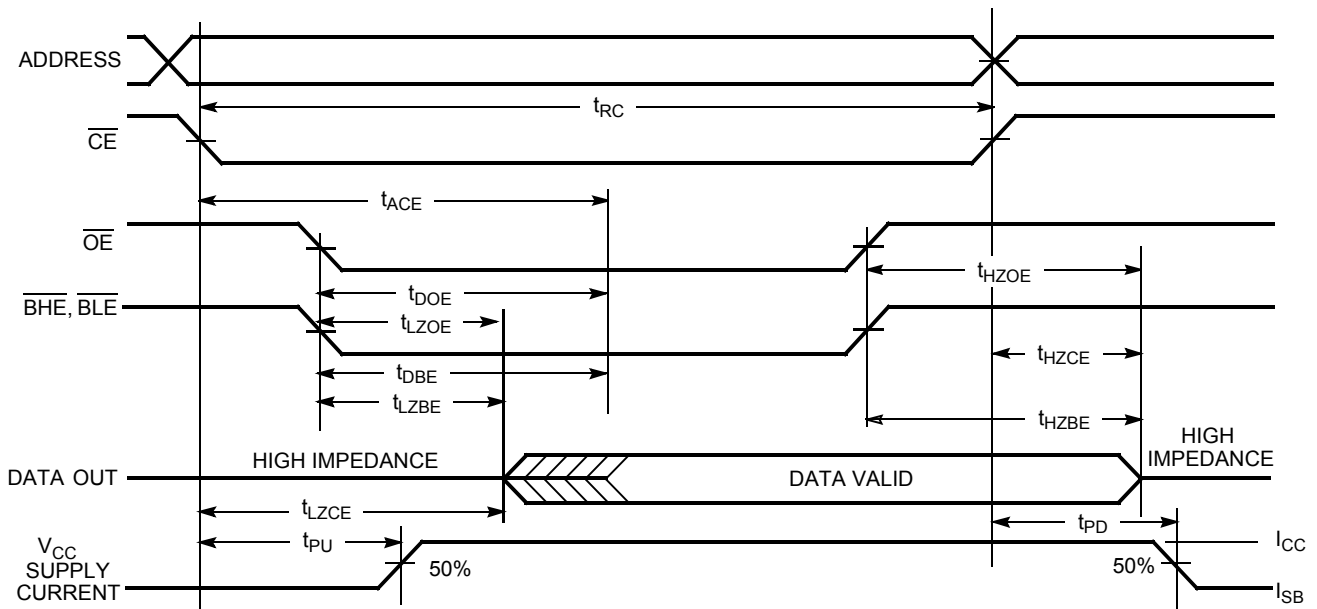 ADDRESS
tRC
CE
tACE
OE
tHZOE
tDOE
BHE, BLE
tLZOE
tHZCE
tDBE
tLZBE
tHZBE
HIGH
IMPEDANCE
HIGH IMPEDANCE
DATA OUT
DATA VALID
tLZCE
tPD
tPU
VCC
SUPPLY
CURRENT
50%
50%
ICC
ISB